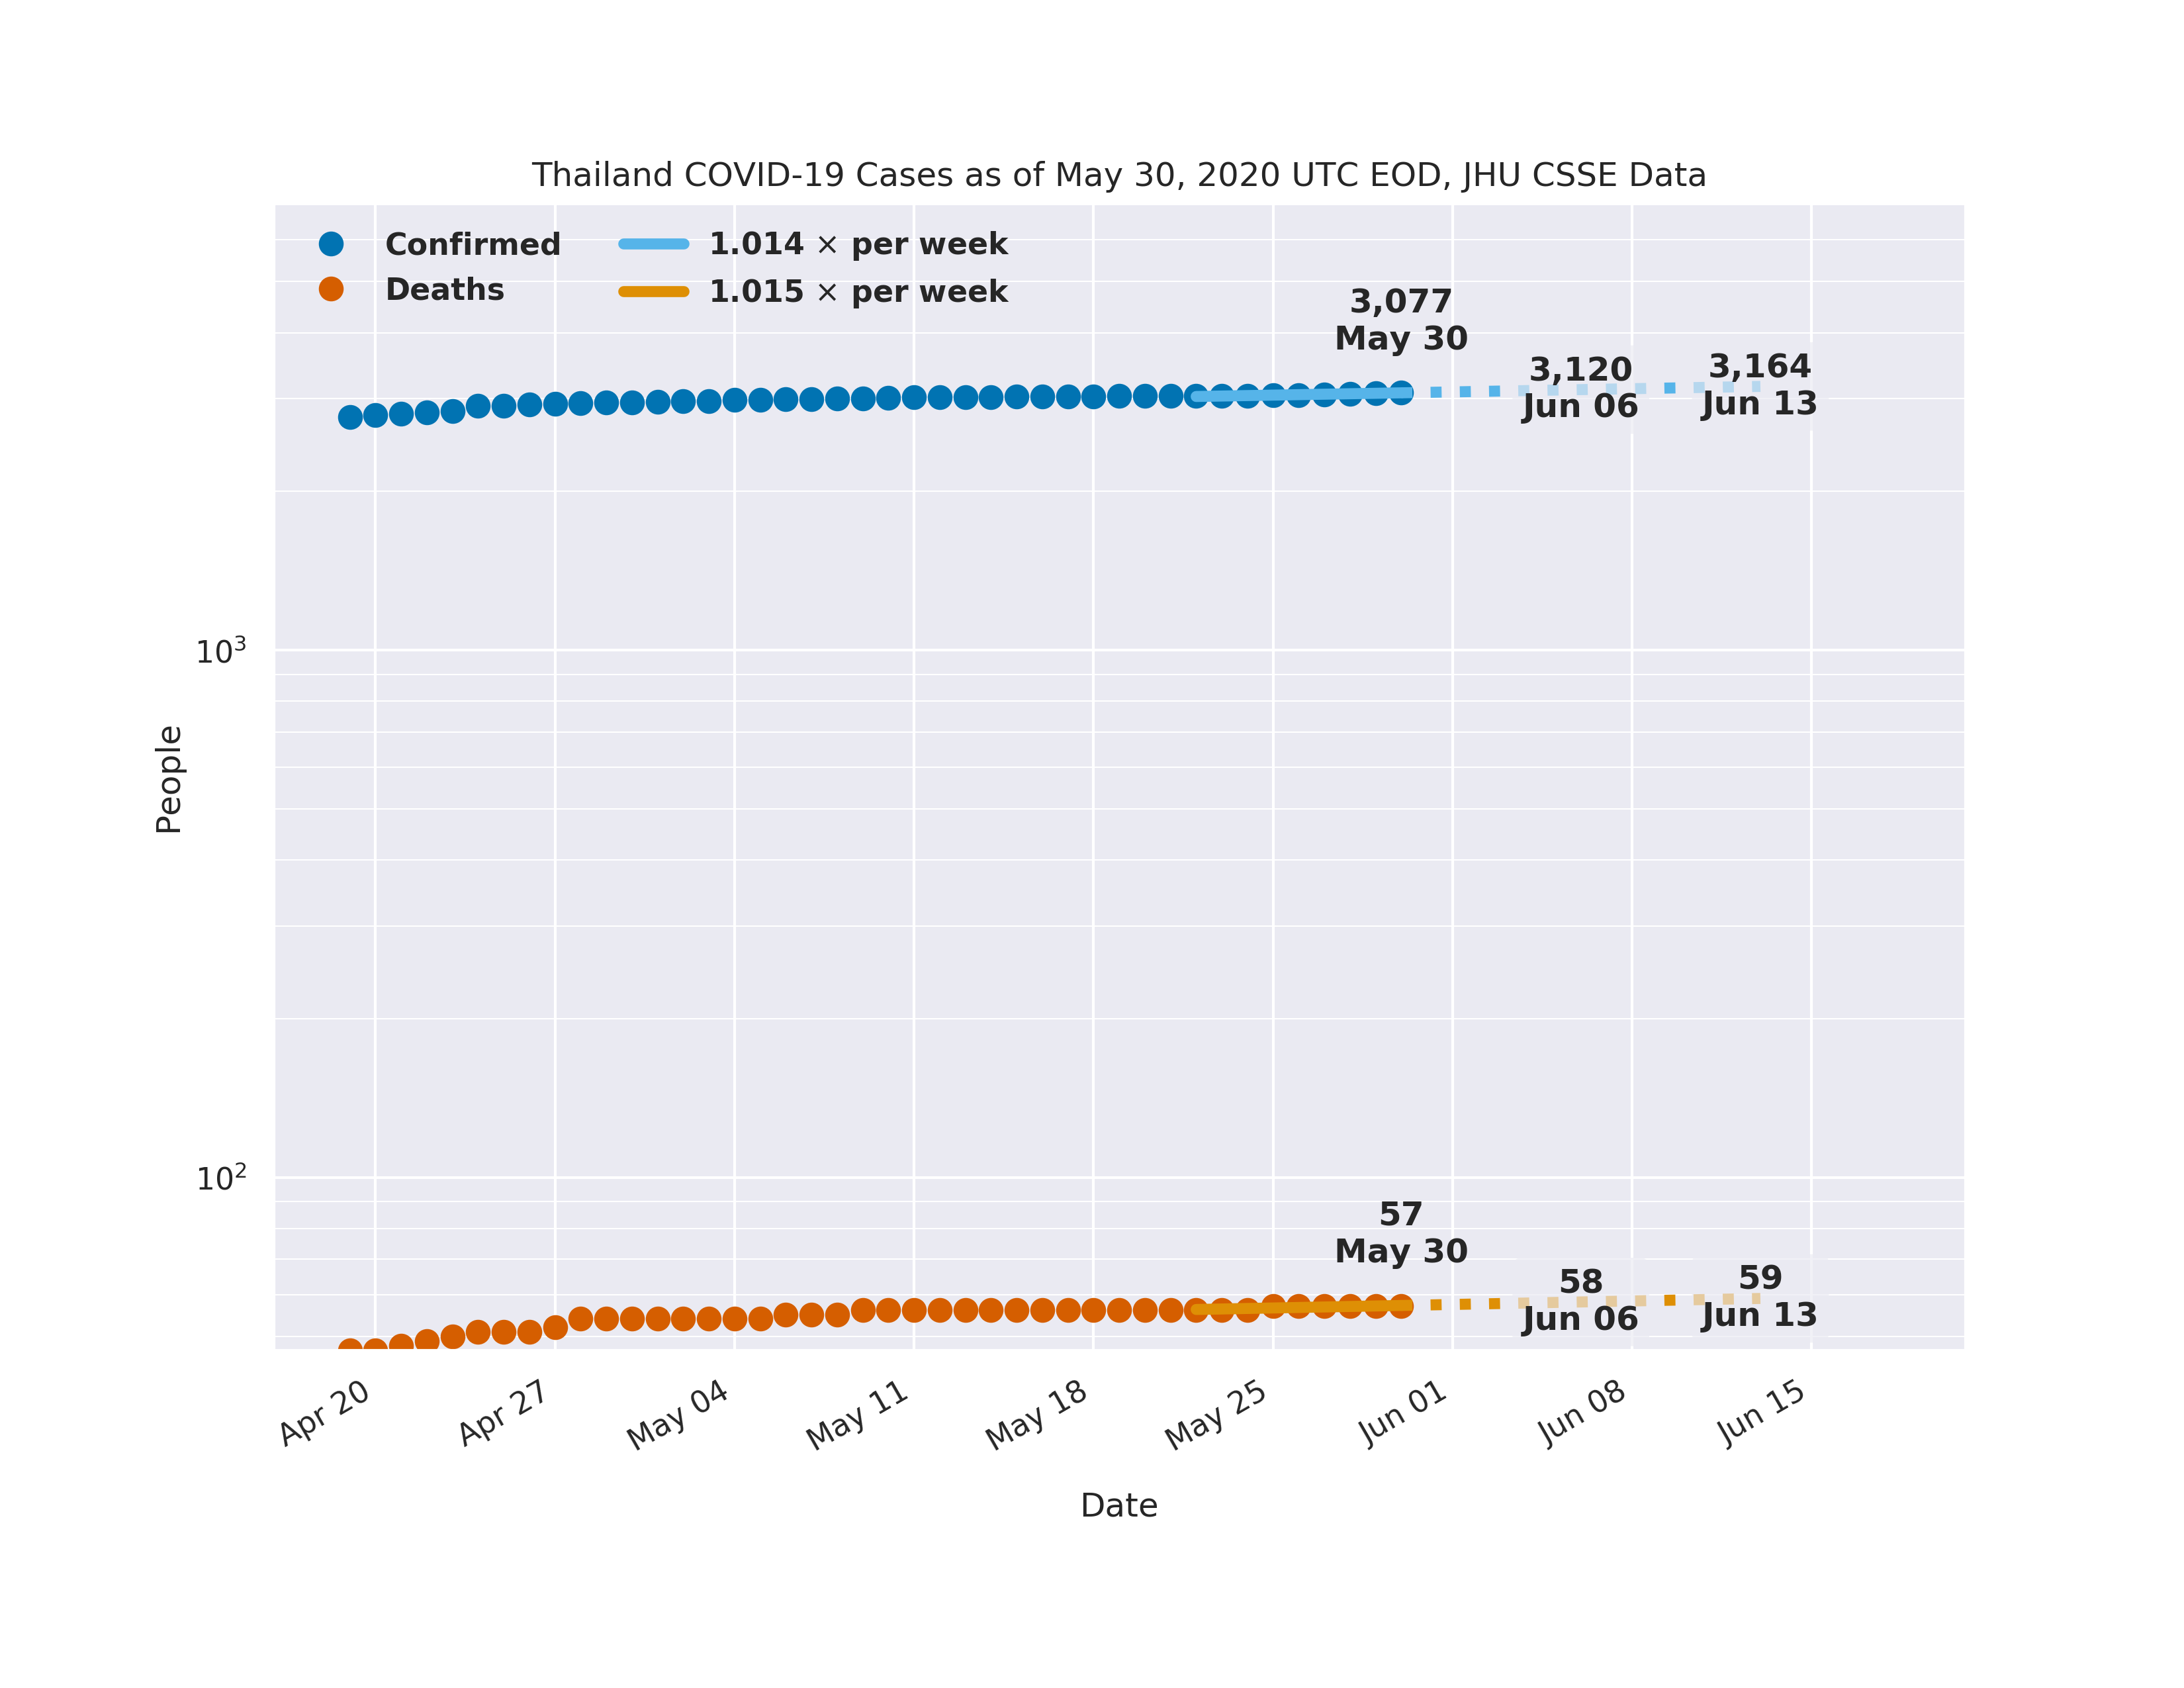 Thailand COVID-19 Cases as of May 30, 2020 UTC EOD, JHU CSSE Data
Confirmed
Deaths
1.014 × per week
1.015 × per week
3,077
May 30
3,120
Jun 06
3,164
Jun 13
10³
People
10²
57
May 30
58
Jun 06
59
Jun 13
Apr 20
Apr 27
May 04
May 11
May 18
May 25
Jun 01
Jun 08
Jun 15
Date